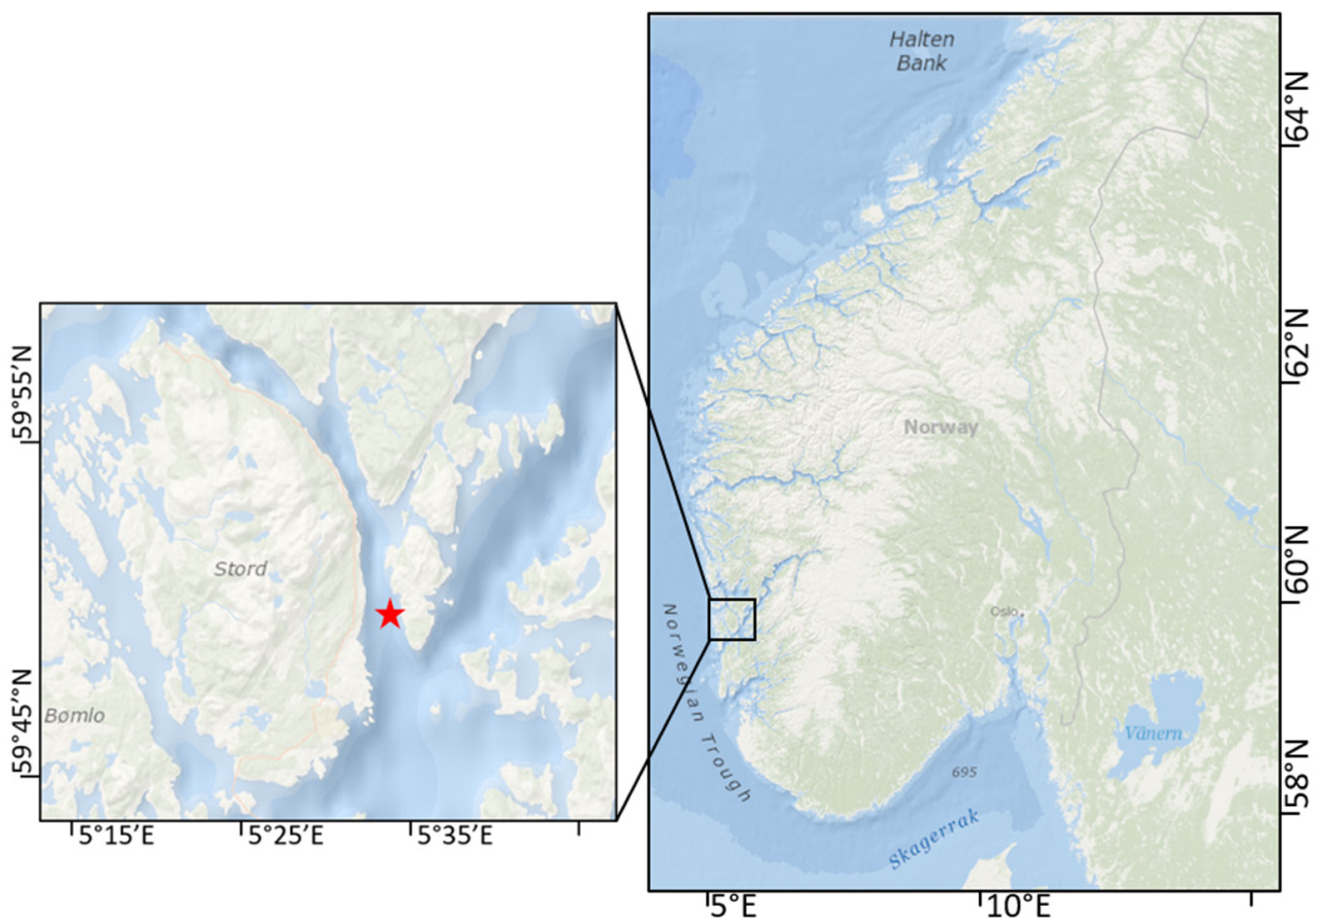 Halten
Bank
64°N
62°N
Norway
60°N
Oslo
Norwegian Trough
58°N
Vänern
695
Skagerrak
5°E
10°E
59°55’N
Stord
59°45’N
Bømlo
5°15’E
5°25’E
5°35’E